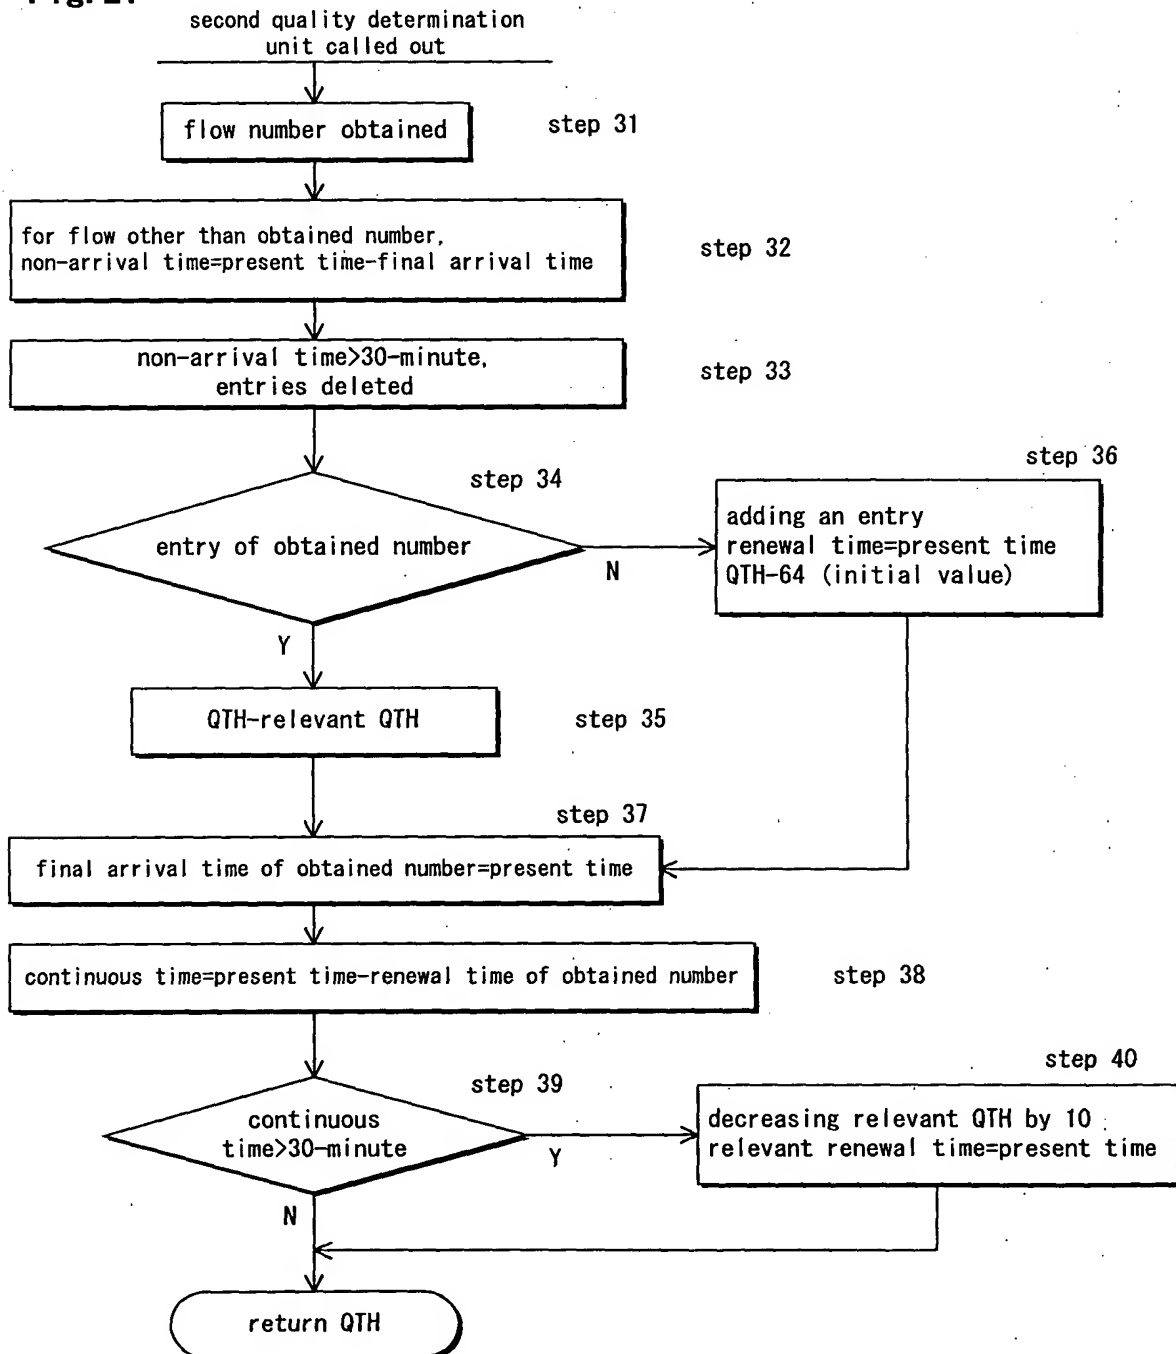 second quality determination
unit called out
flow number obtained
step 31
for flow other than obtained number,
non-arrival time=present time-final arrival time
step 32
non-arrival time>30-minute,
entries deleted
step 33
step 34
entry of obtained number
N
Y
step 36
adding an entry
renewal time=present time
QTH-64 (initial value)
QTH-relevant QTH
step 35
step 37
final arrival time of obtained number=present time
continuous time=present time-renewal time of obtained number
step 38
step 39
continuous
time>30-minute
Y
N
step 40
decreasing relevant QTH by 10
relevant renewal time=present time
return QTH